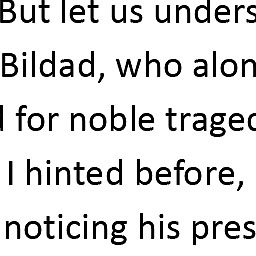 But let us unders
Bildad, who alon
d for noble traged
I hinted before,
noticing his pres